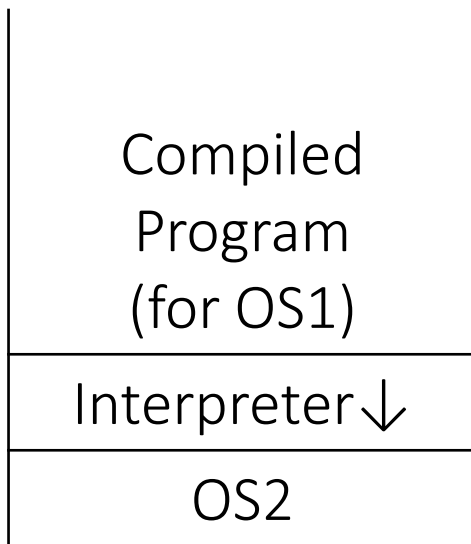 Compiled
Program
(for OS1)
Interpreter↓
OS2